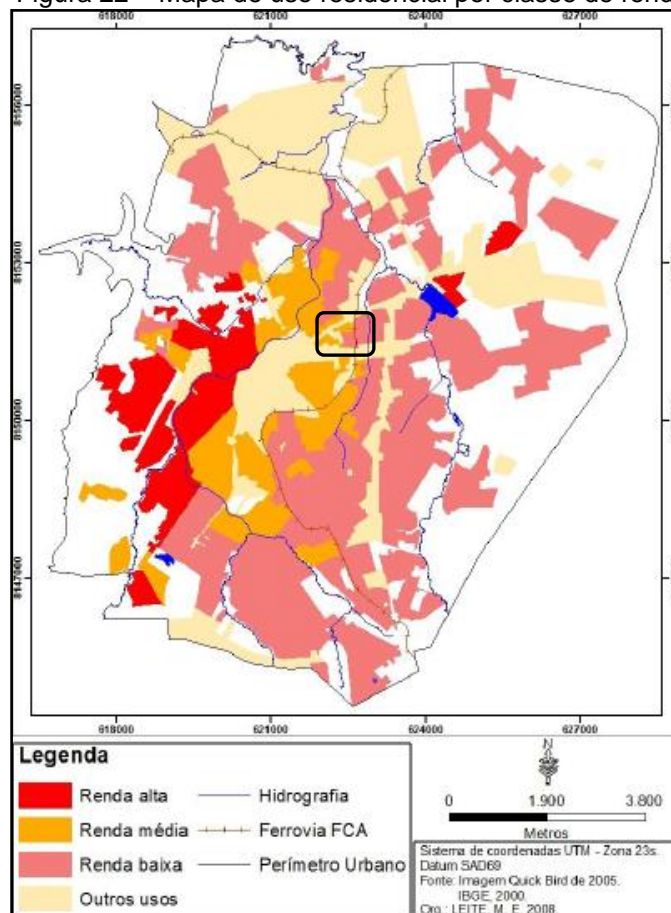 Figura 22 – Mapa de uso residencial por classe de
618000 621000 624000 627000
8156000
8153000
8150000
8147000
618000 621000 624000 627000
Legenda
Renda alta
Renda média
Renda baixa
Outros usos
Hidrografia
Ferrovia FCA
Perímetro Urbano
N
0 1.900 3.800
Metros
Sistema de coordenadas UTM - Zona 23s.
Datum SAD69
Fonte: Imagem Quick Bird de 2005.
IBGE, 2000.
Org.: LEITE, M. E. 2008.